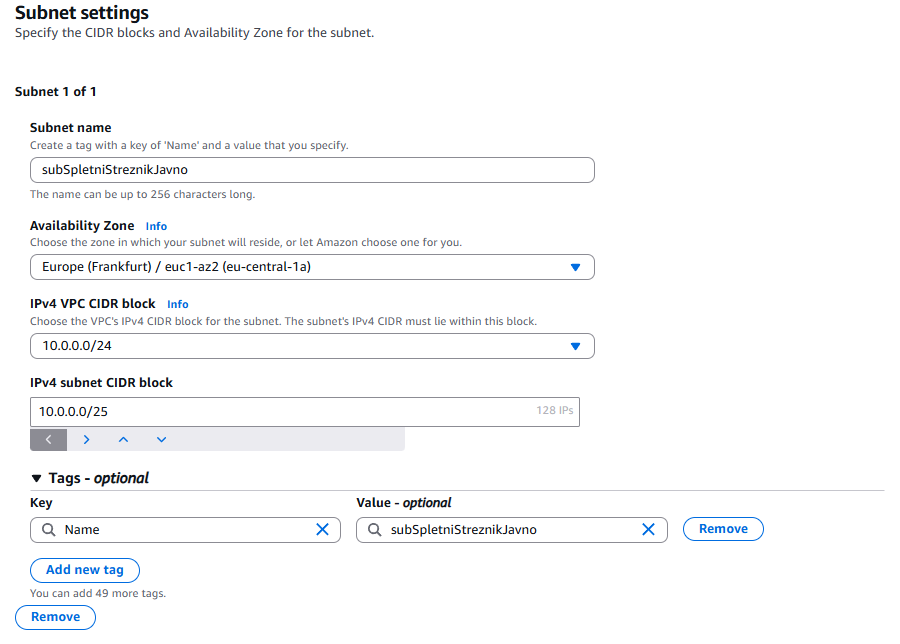 Subnet settings
Specify the CIDR blocks and Availability Zone for the subnet.
Subnet 1 of 1
Subnet name
Create a tag with a key of 'Name' and a value that you specify.
subSpletniStreznikJavno
The name can be up to 256 characters long.
Availability Zone Info
Choose the zone in which your subnet will reside, or let Amazon choose one for you.
Europe (Frankfurt) / euc1-az2 (eu-central-1a)
IPv4 VPC CIDR block Info
Choose the VPC's IPv4 CIDR block for the subnet. The subnet's IPv4 CIDR must lie within this block.
10.0.0.0/24
IPv4 subnet CIDR block
10.0.0.0/25 128 IPs
Tags - optional
Key Value - optional
Name subSpletniStreznikJavno Remove
Add new tag
You can add 49 more tags.
Remove